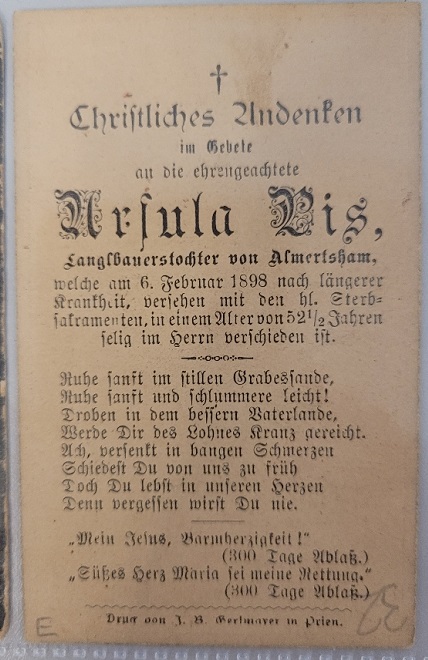 Christliches Andenken
im Gebete
an die ehrengeachtete
Ursula Bis,
Langlbauerstochter von Almertsham,
welche am 6. Februar 1898 nach längerer
Krankheit, versehen mit den hl. Sterb-
sakramenten, in einem Alter von 52½ Jahren
selig im Herrn verschieden ist.
Ruhe sanft im stillen Grabessande,
Ruhe sanft und schlummere leicht!
Droben in dem bessern Vaterlande,
Werde Dir des Lohnes Kranz gereicht.
Ach, versenkt in bangen Schmerzen
Schiedest Du von uns zu früh
Doch Du lebst in unseren Herzen
Denn vergessen wirst Du nie.
„Mein Jesus, Barmherzigkeit!"
(300 Tage Ablaß.)
„Süßes Herz Maria sei meine Rettung."
(300 Tage Ablaß.)
Druck von J. B. Gerlmayer in Prien.
E